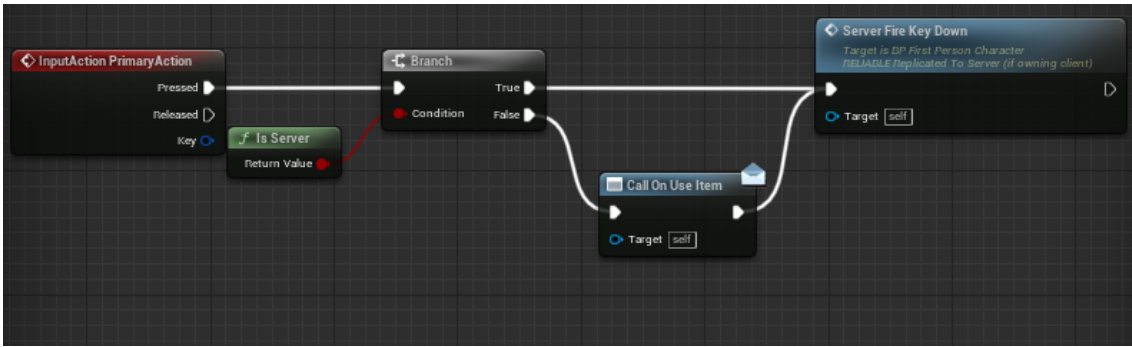 InputAction PrimaryAction
Pressed
Released
Key
f Is Server
Return Value
Branch
True
Condition
False
Call On Use Item
Target self
Server Fire Key Down
Target is BP First Person Character
RELIABLE Replicated To Server (if owning client)
Target self